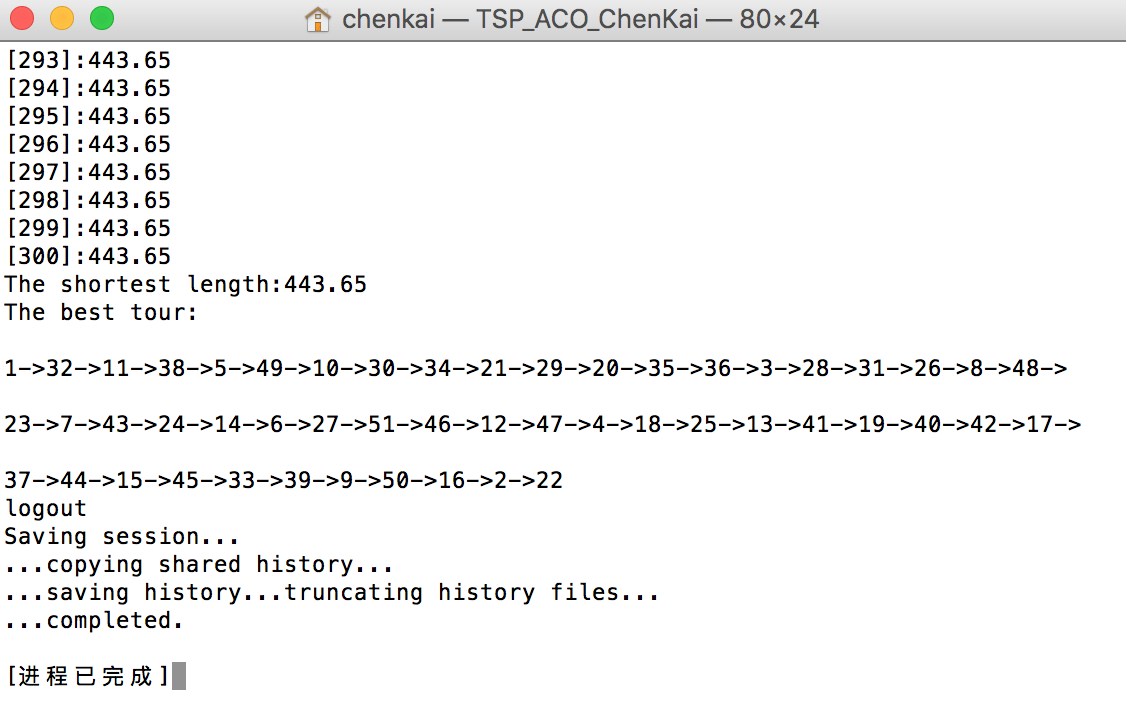 chenkai — TSP_ACO_ChenKai — 80×24
[293]:443.65
[294]:443.65
[295]:443.65
[296]:443.65
[297]:443.65
[298]:443.65
[299]:443.65
[300]:443.65
The shortest length:443.65
The best tour:
1->32->11->38->5->49->10->30->34->21->29->20->35->36->3->28->31->26->8->48->
23->7->43->24->14->6->27->51->46->12->47->4->18->25->13->41->19->40->42->17->
37->44->15->45->33->39->9->50->16->2->22
logout
Saving session...
...copying shared history...
...saving history...truncating history files...
...completed.
[进程已完成]